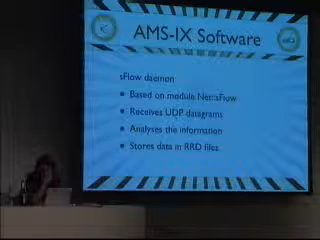 AMS-IX Software
sFlow daemon
Based on module Net::sFlow
Receives UDP datagrams
Analyses the information
Stores data in RRD files